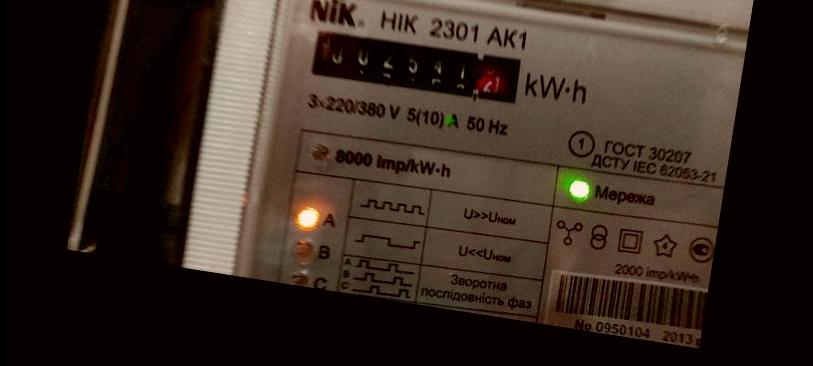 NiK НІК 2301 АК1
kW·h
3×220/380 V 5(10) A 50 Hz
1 ГОСТ 30207
ДСТУ IEC 62053-21
8000 imp/kW·h
Мережа
A U>>Uном
B U<<Uном
A
B
C
C Зворотна
послідовність фаз
2000 imp/kW·h
No 0950104 2013